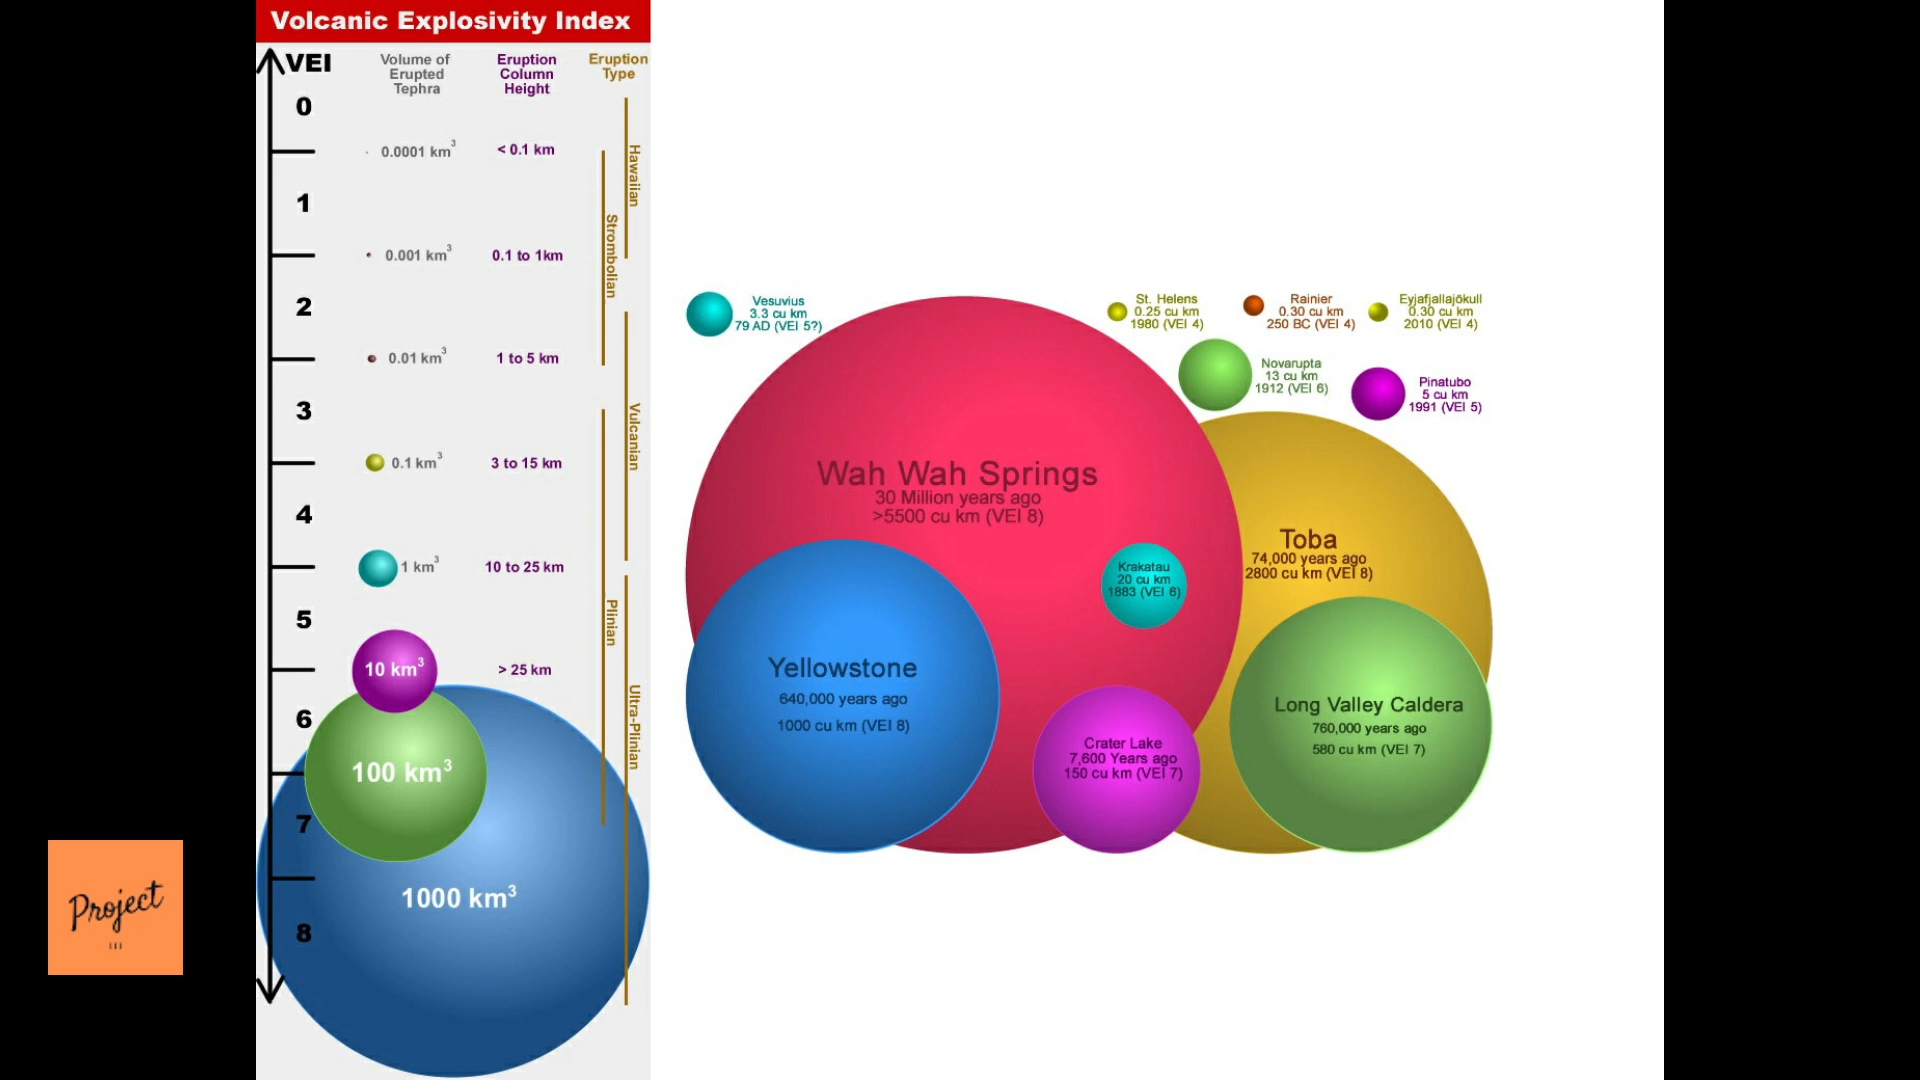 Volcanic Explosivity Index
VEI
Volume of
Erupted
Tephra
Eruption
Column
Height
Eruption
Type
0
0.0001 km³
< 0.1 km
1
0.001 km³
0.1 to 1km
2
0.01 km³
1 to 5 km
3
0.1 km³
3 to 15 km
4
1 km³
10 to 25 km
5
10 km³
> 25 km
6
100 km³
7
1000 km³
8
Hawaiian
Strombolian
Vulcanian
Plinian
Ultra-Plinian
Vesuvius
3.3 cu km
79 AD (VEI 5?)
St. Helens
0.25 cu km
1980 (VEI 4)
Rainier
0.30 cu km
250 BC (VEI 4)
Eyjafjallajökull
0.30 cu km
2010 (VEI 4)
Novarupta
13 cu km
1912 (VEI 6)
Pinatubo
5 cu km
1991 (VEI 5)
Wah Wah Springs
30 Million years ago
>5500 cu km (VEI 8)
Toba
74,000 years ago
2800 cu km (VEI 8)
Krakatau
20 cu km
1883 (VEI 6)
Yellowstone
640,000 years ago
1000 cu km (VEI 8)
Crater Lake
7,600 Years ago
150 cu km (VEI 7)
Long Valley Caldera
760,000 years ago
580 cu km (VEI 7)
Project
III